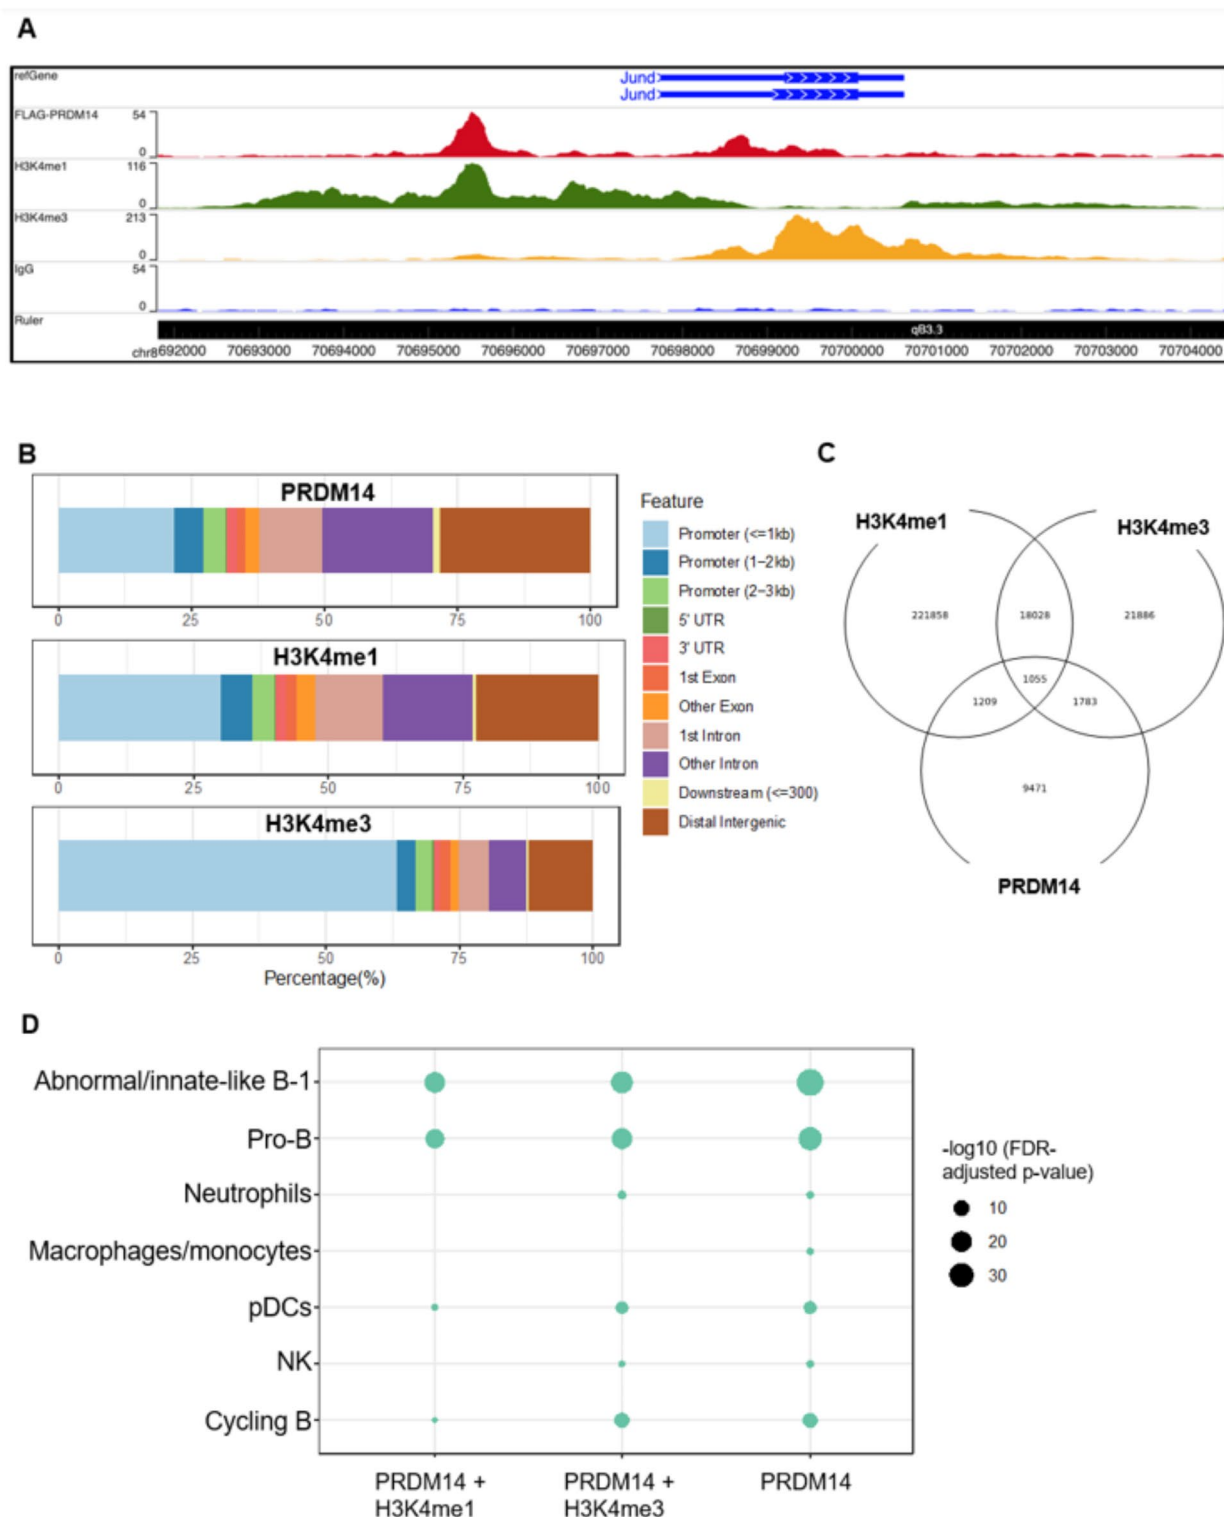 A
refGene
Jund
Jund
FLAG-PRDM14
54
0
H3K4me1
116
0
H3K4me3
213
0
IgG
54
0
Ruler
qB3.3
chr8
692000 70693000 70694000 70695000 70696000 70697000 70698000 70699000 70700000 70701000 70702000 70703000 70704000
B
PRDM14
0 25 50 75 100
H3K4me1
0 25 50 75 100
H3K4me3
0 25 50 75 100
Percentage(%)
Feature
Promoter (<=1kb)
Promoter (1-2kb)
Promoter (2-3kb)
5' UTR
3' UTR
1st Exon
Other Exon
1st Intron
Other Intron
Downstream (<=300)
Distal Intergenic
C
H3K4me1
H3K4me3
221858
18028
21886
1055
1209
1783
9471
PRDM14
D
Abnormal/innate-like B-1
Pro-B
Neutrophils
Macrophages/monocytes
pDCs
NK
Cycling B
PRDM14 +
H3K4me1
PRDM14 +
H3K4me3
PRDM14
-log10 (FDR-
adjusted p-value)
10
20
30